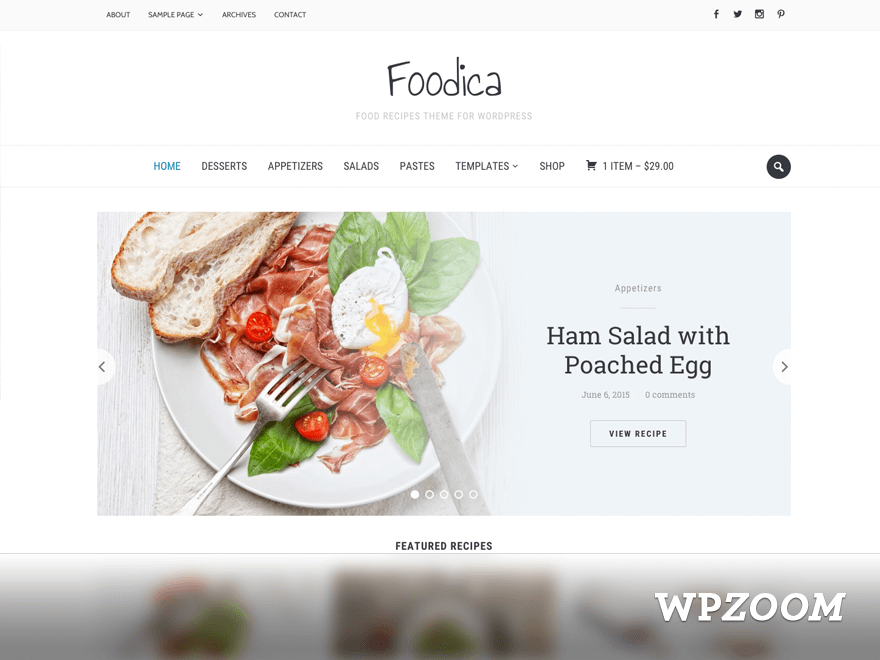 ABOUT SAMPLE PAGE ARCHIVES CONTACT
Foodica
FOOD RECIPES THEME FOR WORDPRESS
HOME DESSERTS APPETIZERS SALADS PASTES TEMPLATES SHOP 1 ITEM – $29.00
Appetizers
Ham Salad with
Poached Egg
June 6, 2015 0 comments
VIEW RECIPE
FEATURED RECIPES
WPZOOM